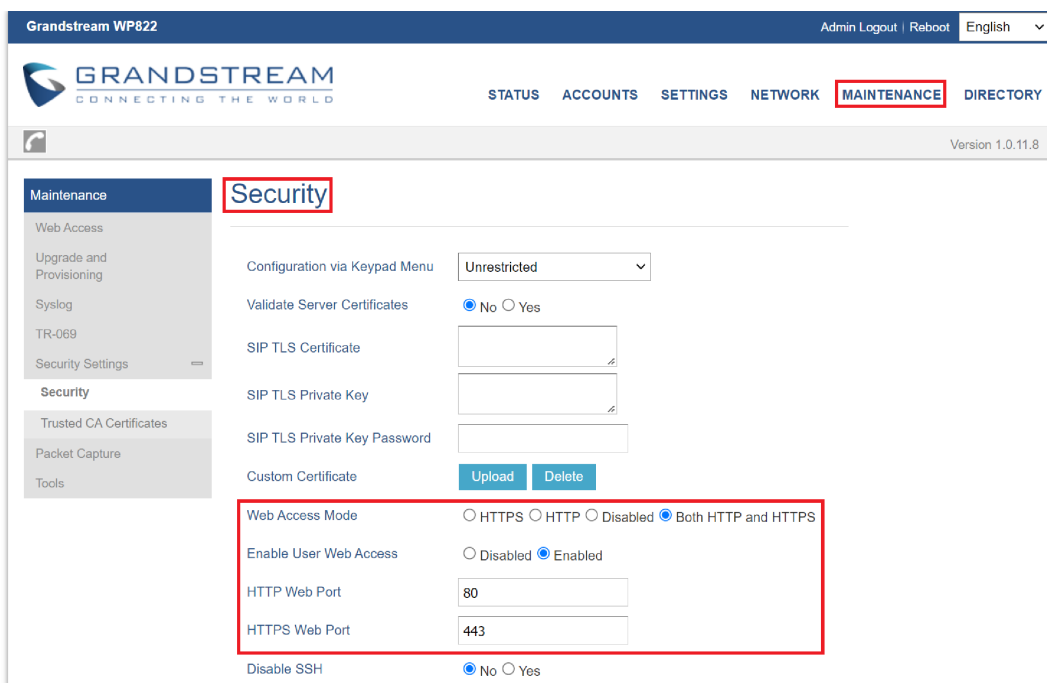 Grandstream WP822
Admin Logout | Reboot
English
GRANDSTREAM
CONNECTING THE WORLD
STATUS ACCOUNTS SETTINGS NETWORK MAINTENANCE DIRECTORY
Version 1.0.11.8
Maintenance
Web Access
Upgrade and
Provisioning
Syslog
TR-069
Security Settings
Security
Trusted CA Certificates
Packet Capture
Tools
Security
Configuration via Keypad Menu Unrestricted
Validate Server Certificates No Yes
SIP TLS Certificate
SIP TLS Private Key
SIP TLS Private Key Password
Custom Certificate Upload Delete
Web Access Mode HTTPS HTTP Disabled Both HTTP and HTTPS
Enable User Web Access Disabled Enabled
HTTP Web Port 80
HTTPS Web Port 443
Disable SSH No Yes